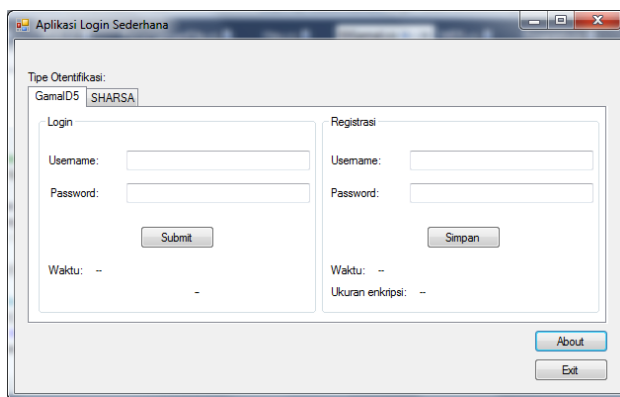 Aplikasi Login Sederhana
Tipe Otentifikasi:
GamaID5 SHARSA
Login
Username:
Password:
Submit
Waktu: --
-
Registrasi
Username:
Password:
Simpan
Waktu: --
Ukuran enkripsi: --
About
Exit